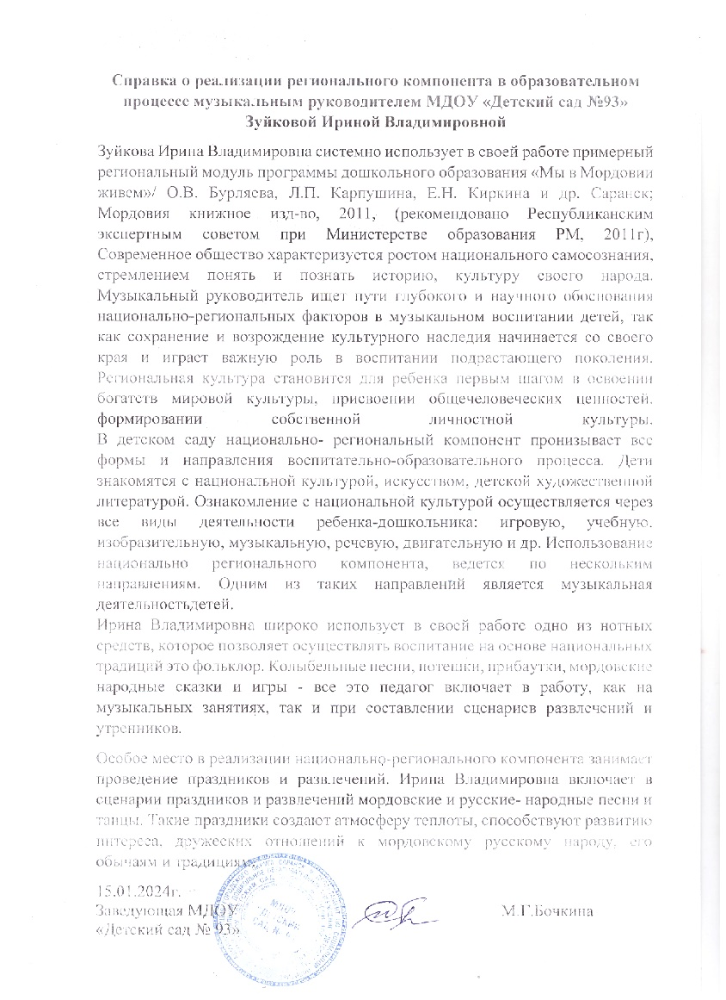 Справка о реализации регионального компонента в образовательном
процессе музыкальным руководителем МДОУ «Детский сад №93»
Зуйковой Ириной Владимировной
Зуйкова Ирина Владимировна системно использует в своей работе примерный
региональный модуль программы дошкольного образования «Мы в Мордовии
живем»/ О.В. Бурляева, Л.П. Карпушина, Е.Н. Киркина и др. Саранск;
Мордовия книжное изд-во, 2011, (рекомендовано Республиканским
экспертным советом при Министерстве образования РМ, 2011г),
Современное общество характеризуется ростом национального самосознания,
стремлением понять и познать историю, культуру своего народа.
Музыкальный руководитель ищет пути глубокого и научного обоснования
национально-региональных факторов в музыкальном воспитании детей, так
как сохранение и возрождение культурного наследия начинается со своего
края и играет важную роль в воспитании подрастающего поколения.
Региональная культура становится для ребенка первым шагом в освоении
богатств мировой культуры, присвоении общечеловеческих ценностей,
формировании собственной личностной культуры.
В детском саду национально- региональный компонент пронизывает все
формы и направления воспитательно-образовательного процесса. Дети
знакомятся с национальной культурой, искусством, детской художественной
литературой. Ознакомление с национальной культурой осуществляется через
все виды деятельности ребенка-дошкольника: игровую, учебную,
изобразительную, музыкальную, речевую, двигательную и др. Использование
национально регионального компонента, ведется по нескольким
направлениям. Одним из таких направлений является музыкальная
деятельностьдетей.
Ирина Владимировна широко использует в своей работе одно из нотных
средств, которое позволяет осуществлять воспитание на основе национальных
традиций это фольклор. Колыбельные песни, потешки, прибаутки, мордовские
народные сказки и игры - все это педагог включает в работу, как на
музыкальных занятиях, так и при составлении сценариев развлечений и
утренников.
Особое место в реализации национально-регионального компонента занимает
проведение праздников и развлечений. Ирина Владимировна включает в
сценарии праздников и развлечений мордовские и русские- народные песни и
танцы. Такие праздники создают атмосферу теплоты, способствуют развитию
интереса, дружеских отношений к мордовскому русскому народу, его
обычаям и традициям.
15.01.2024г.
Заведующая МДОУ М.Г.Бочкина
«Детский сад № 93»